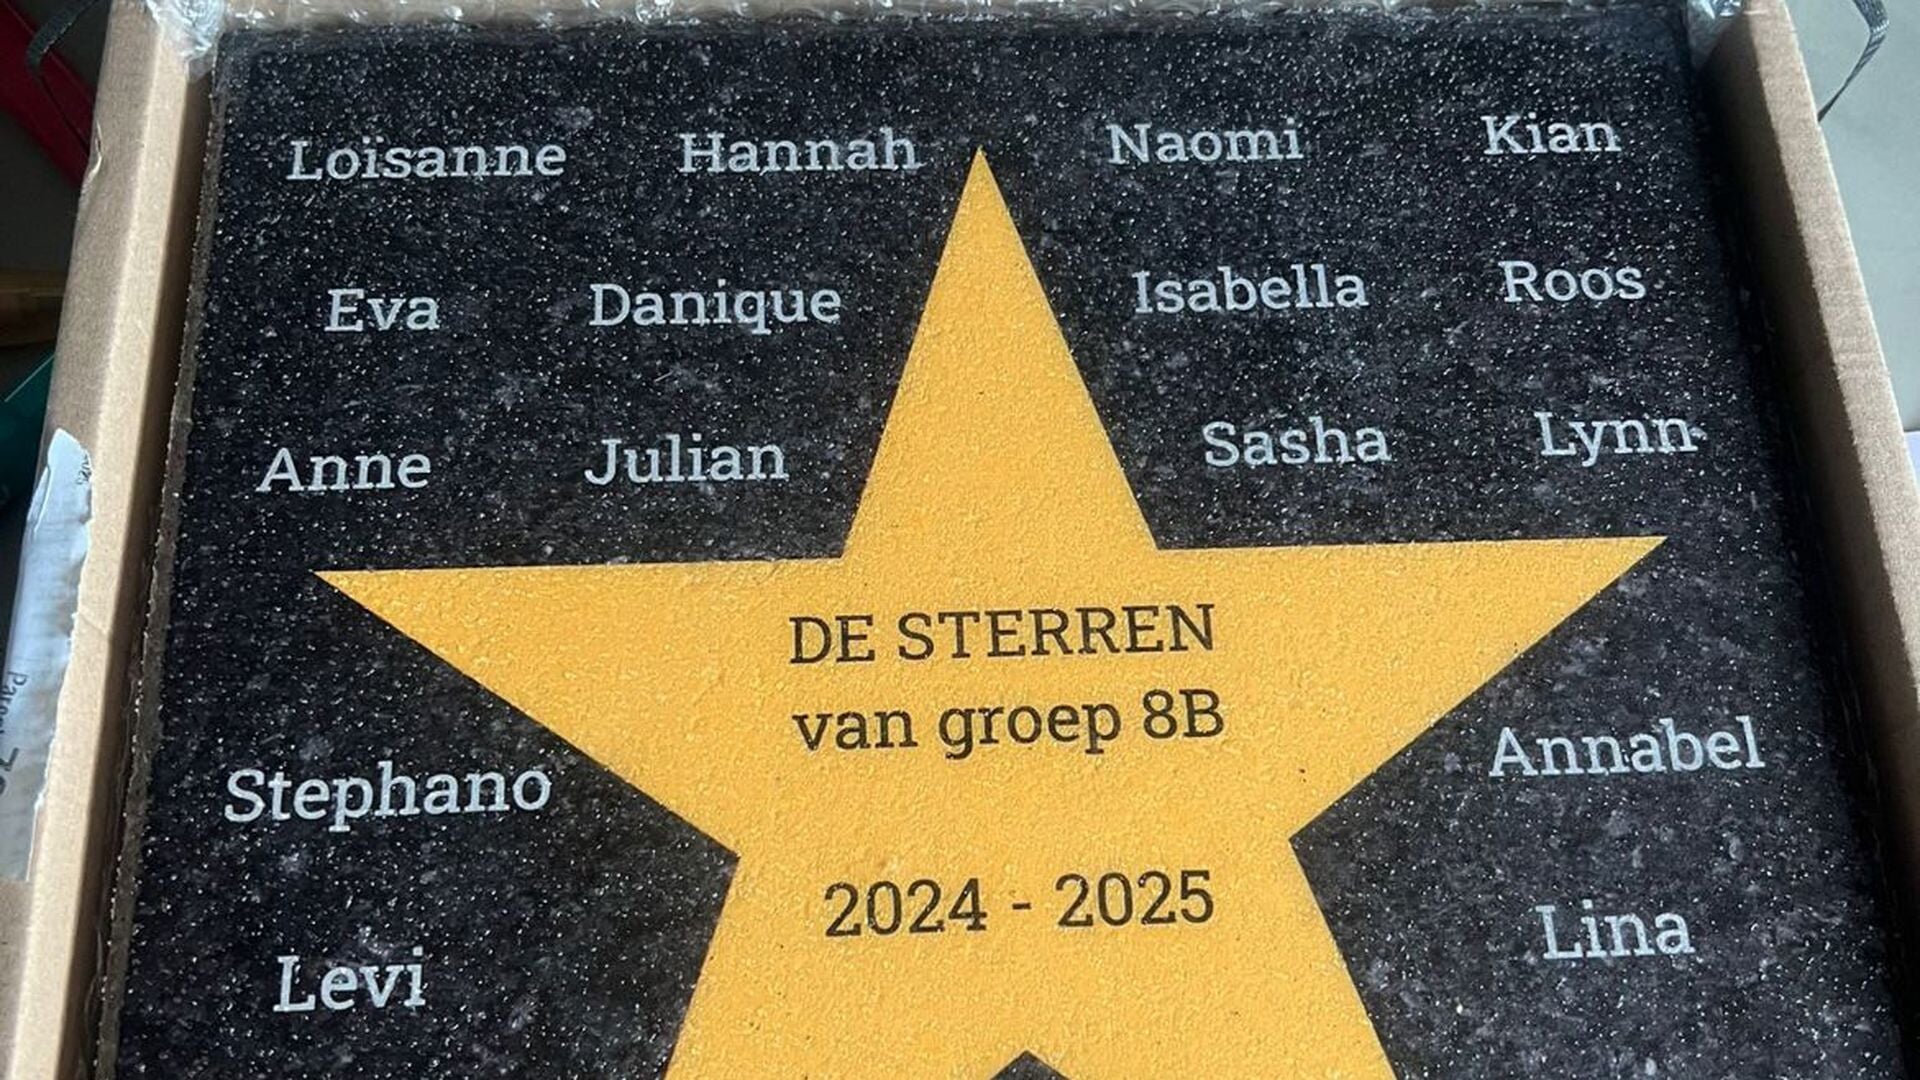 Loïsanne Hannah Naomi Kian
Eva Danique Isabella Roos
Anne Julian Sasha Lynn
DE STERREN
van groep 8B
Stephano Annabel
2024 - 2025
Levi Lina